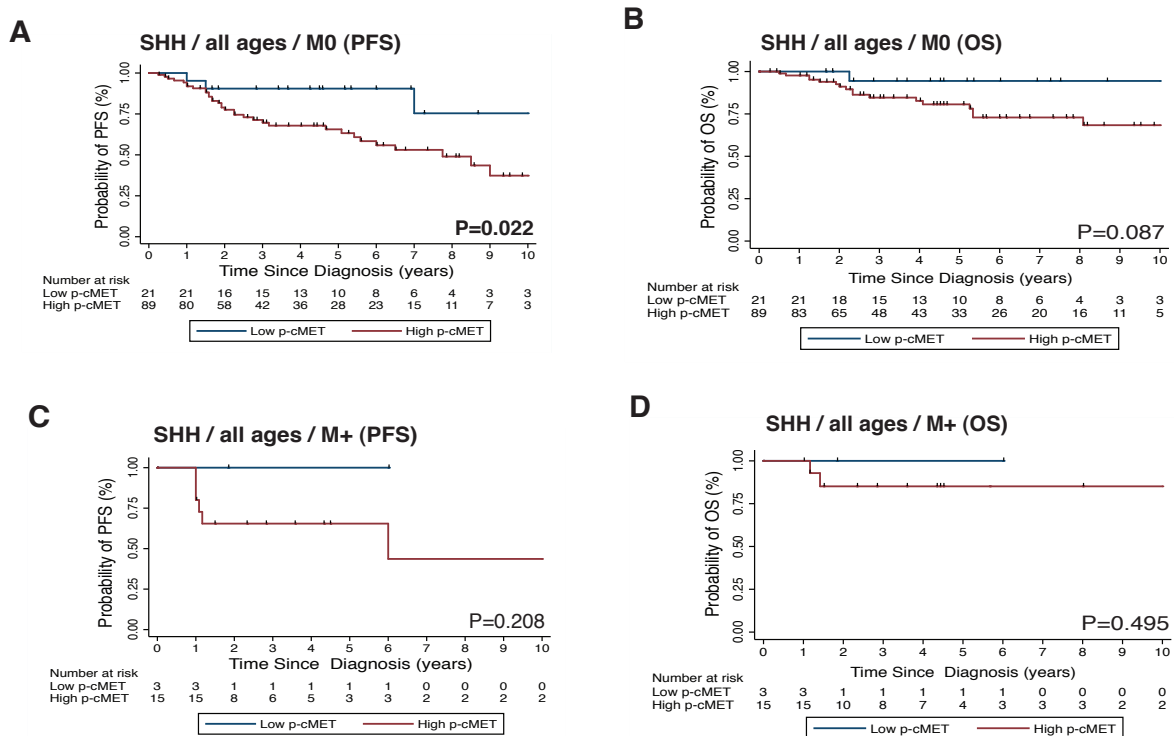 A
SHH / all ages / M0 (PFS)
Probability of PFS (%)
1.00
0.75
0.50
0.25
0.00
P=0.022
0 1 2 3 4 5 6 7 8 9 10
Time Since Diagnosis (years)
Number at risk
Low p-cMET 21 21 16 15 13 10 8 6 4 3 3
High p-cMET 89 80 58 42 36 28 23 15 11 7 3
Low p-cMET High p-cMET
B
SHH / all ages / M0 (OS)
Probability of OS (%)
1.00
0.75
0.50
0.25
0.00
P=0.087
0 1 2 3 4 5 6 7 8 9 10
Time Since Diagnosis (years)
Number at risk
Low p-cMET 21 21 18 15 13 10 8 6 4 3 3
High p-cMET 89 83 65 48 43 33 26 20 16 11 5
Low p-cMET High p-cMET
C
SHH / all ages / M+ (PFS)
Probability of PFS (%)
1.00
0.75
0.50
0.25
0.00
P=0.208
0 1 2 3 4 5 6 7 8 9 10
Time Since Diagnosis (years)
Number at risk
Low p-cMET 3 3 1 1 1 1 1 0 0 0 0
High p-cMET 15 15 8 6 5 3 3 2 2 2 2
Low p-cMET High p-cMET
D
SHH / all ages / M+ (OS)
Probability of OS (%)
1.00
0.75
0.50
0.25
0.00
P=0.495
0 1 2 3 4 5 6 7 8 9 10
Time Since Diagnosis (years)
Number at risk
Low p-cMET 3 3 1 1 1 1 1 0 0 0 0
High p-cMET 15 15 10 8 7 4 3 3 3 2 2
Low p-cMET High p-cMET